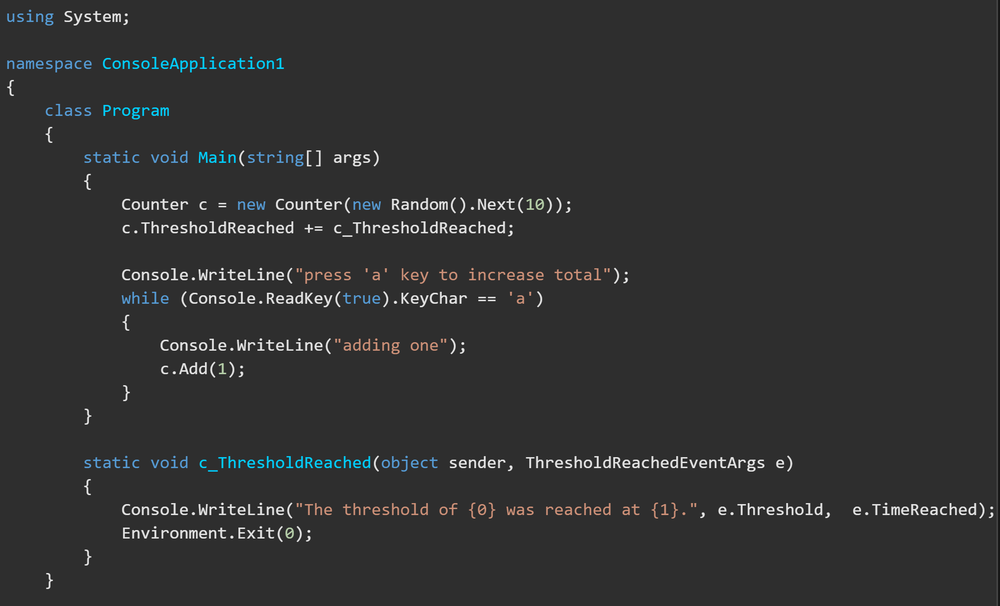 using System;

namespace ConsoleApplication1
{
    class Program
    {
        static void Main(string[] args)
        {
            Counter c = new Counter(new Random().Next(10));
            c.ThresholdReached += c_ThresholdReached;

            Console.WriteLine("press 'a' key to increase total");
            while (Console.ReadKey(true).KeyChar == 'a')
            {
                Console.WriteLine("adding one");
                c.Add(1);
            }
        }

        static void c_ThresholdReached(object sender, ThresholdReachedEventArgs e)
        {
            Console.WriteLine("The threshold of {0} was reached at {1}.", e.Threshold,  e.TimeReached);
            Environment.Exit(0);
        }
    }